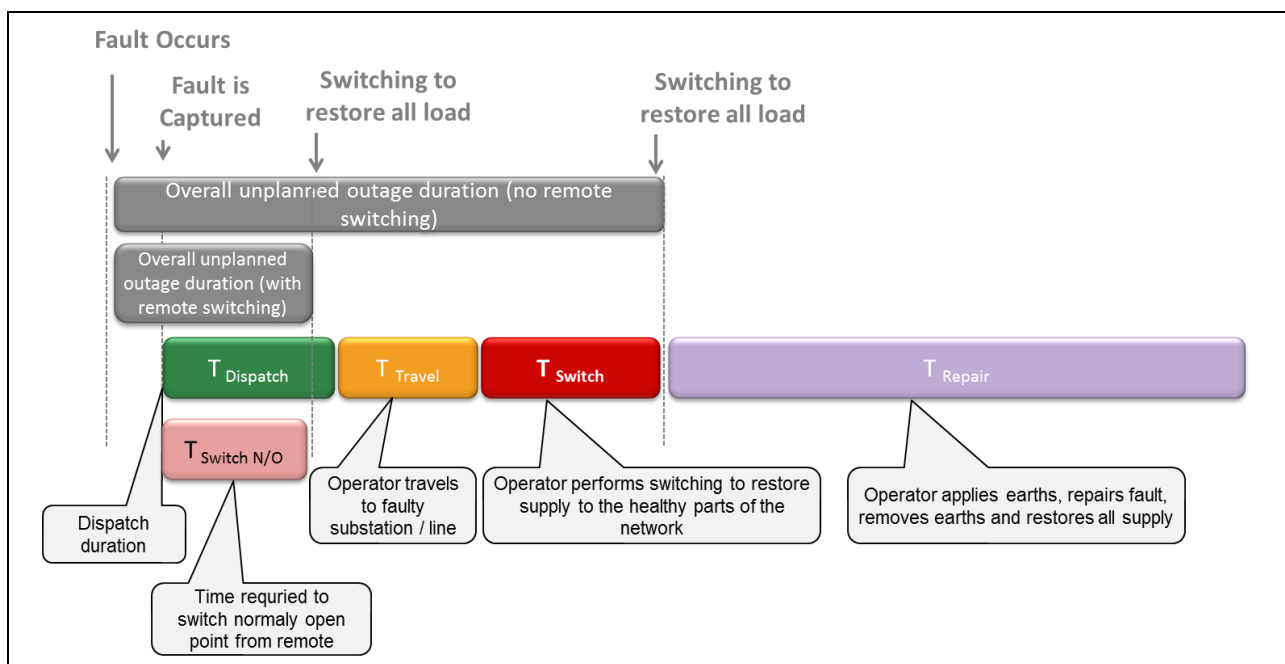 Fault Occurs
Fault is
Captured
Switching to
restore all load
Switching to
restore all load
Overall unplanned outage duration (no remote
switching)
Overall unplanned
outage duration (with
remote switching)
T Dispatch
T Travel
T Switch
T Repair
T Switch N/O
Dispatch
duration
Operator travels
to faulty
substation / line
Operator performs switching to restore
supply to the healthy parts of the
network
Operator applies earths, repairs fault,
removes earths and restores all supply
Time requried to
switch normaly open
point from remote